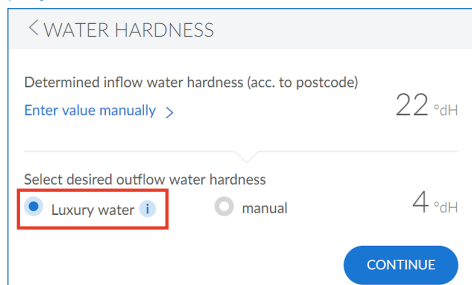 <WATER HARDNESS
Determined inflow water hardness (acc. to postcode)
Enter value manually >
22 °dH
Select desired outflow water hardness
Luxury water i
manual
4 °dH
CONTINUE